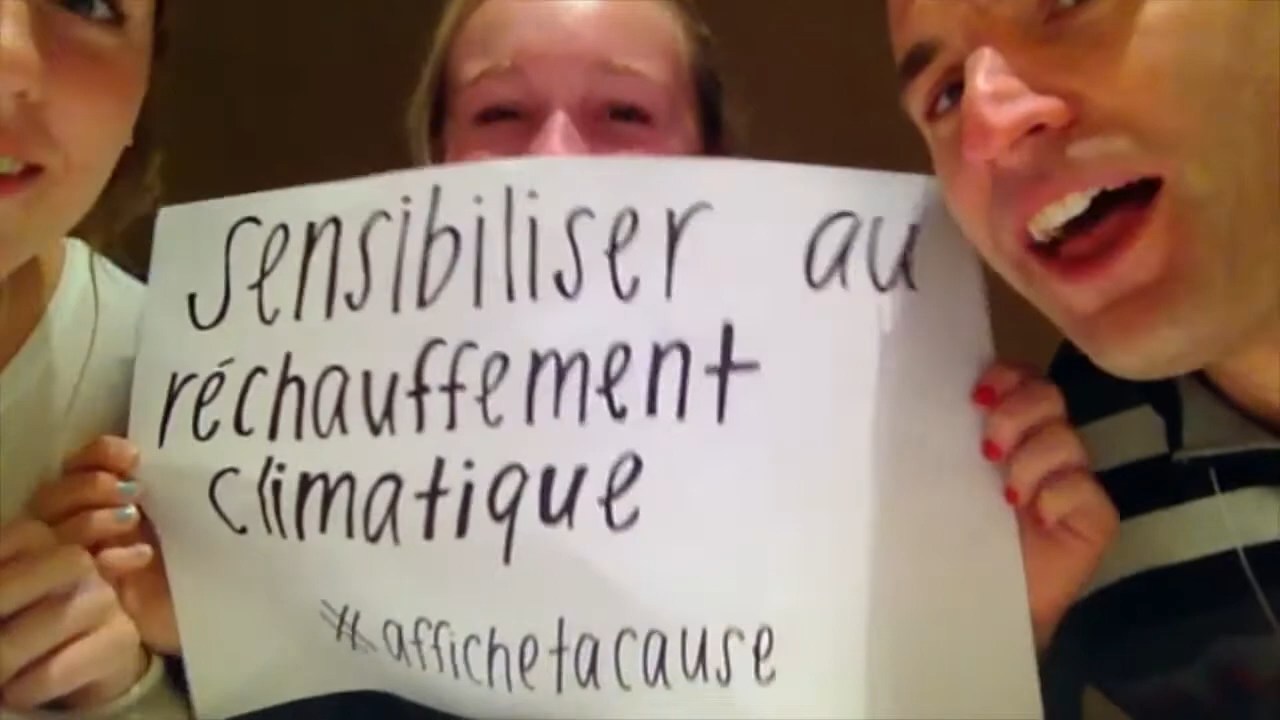 sensibiliser au
réchauffement
climatique
#affichetacause